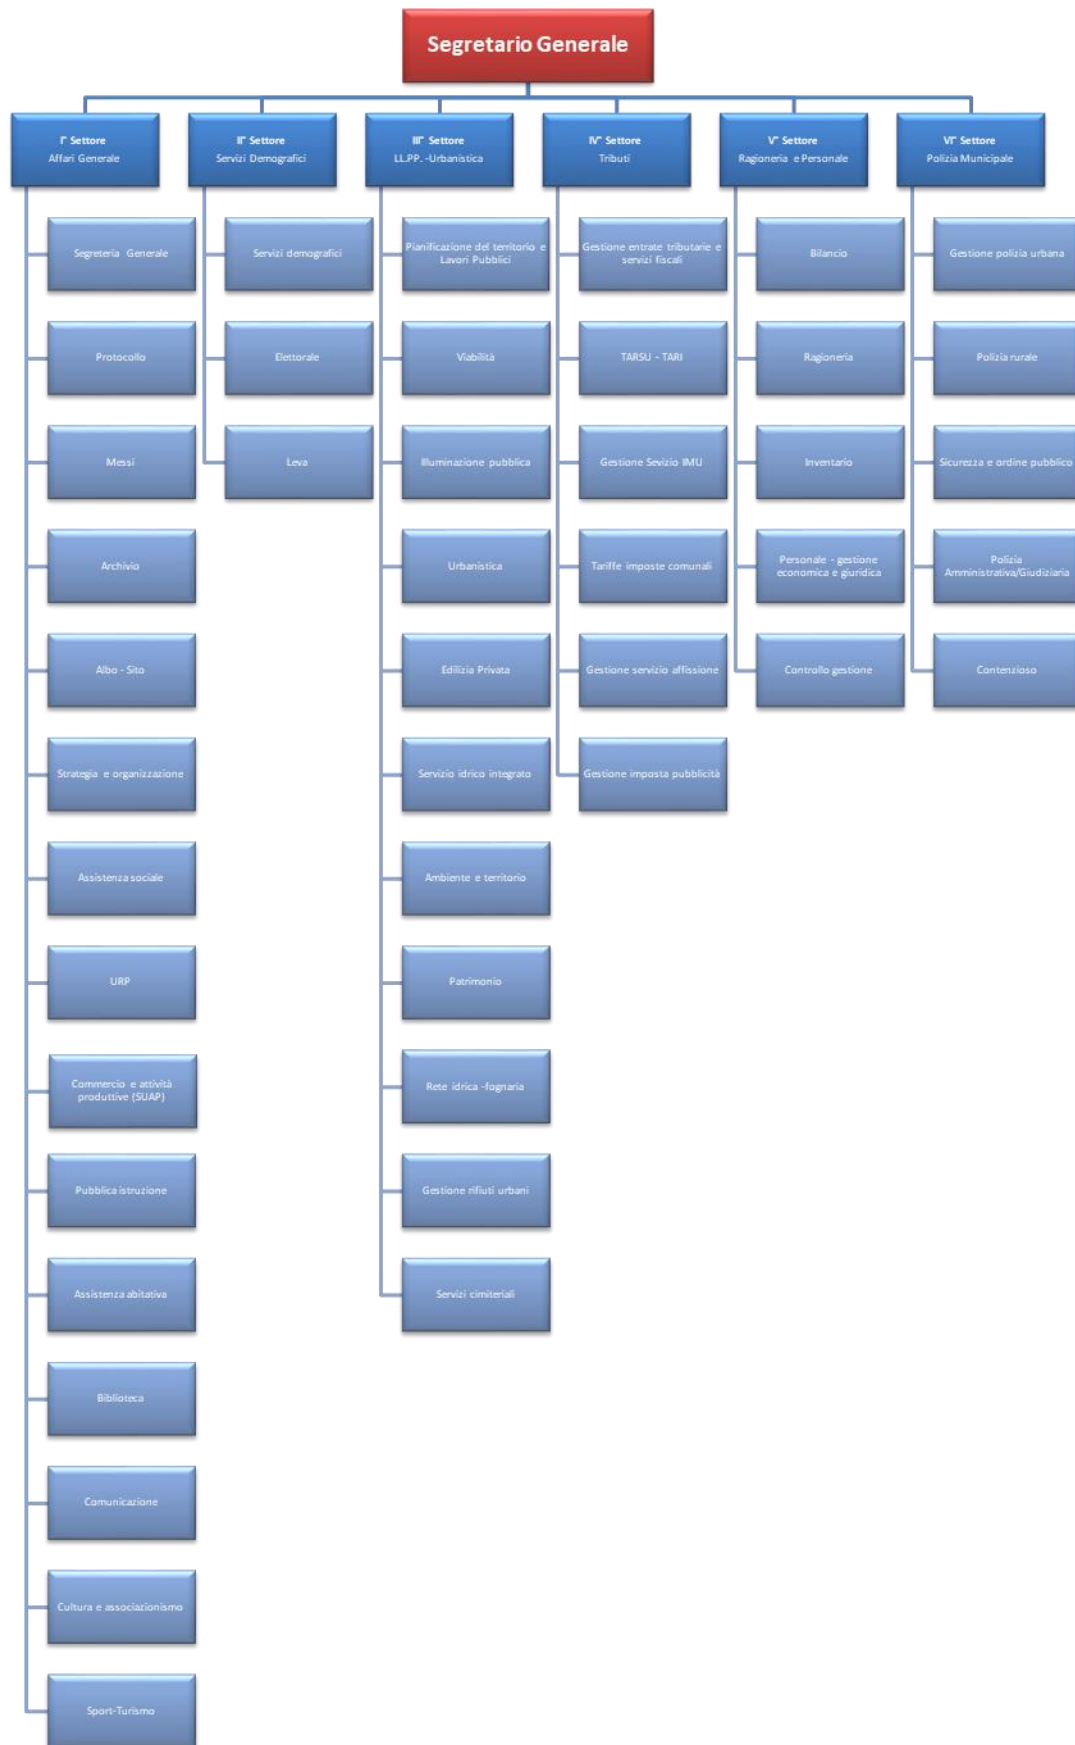 Segretario Generale
I° Settore
Affari Generale
Segreteria Generale
Protocollo
Messi
Archivio
Albo - Sito
Strategia e organizzazione
Assistenza sociale
URP
Commercio e attività
produttive (SUAP)
Pubblica istruzione
Assistenza abitativa
Biblioteca
Comunicazione
Cultura e associazionismo
Sport-Turismo
II° Settore
Servizi Demografici
Servizi demografici
Elettorale
Leva
III° Settore
LL.PP. -Urbanistica
Pianificazione del territorio e
Lavori Pubblici
Viabilità
Illuminazione pubblica
Urbanistica
Edilizia Privata
Servizio idrico integrato
Ambiente e territorio
Patrimonio
Rete idrica -fognaria
Gestione rifiuti urbani
Servizi cimiteriali
IV° Settore
Tributi
Gestione entrate tributarie e
servizi fiscali
TARSU - TARI
Gestione Sevizio IMU
Tariffe imposte comunali
Gestione servizio affissione
Gestione imposta pubblicità
V° Settore
Ragioneria e Personale
Bilancio
Ragioneria
Inventario
Personale - gestione
economica e giuridica
Controllo gestione
VI° Settore
Polizia Municipale
Gestione polizia urbana
Polizia rurale
Sicurezza e ordine pubblico
Polizia
Amministrativa/Giudiziaria
Contenzioso